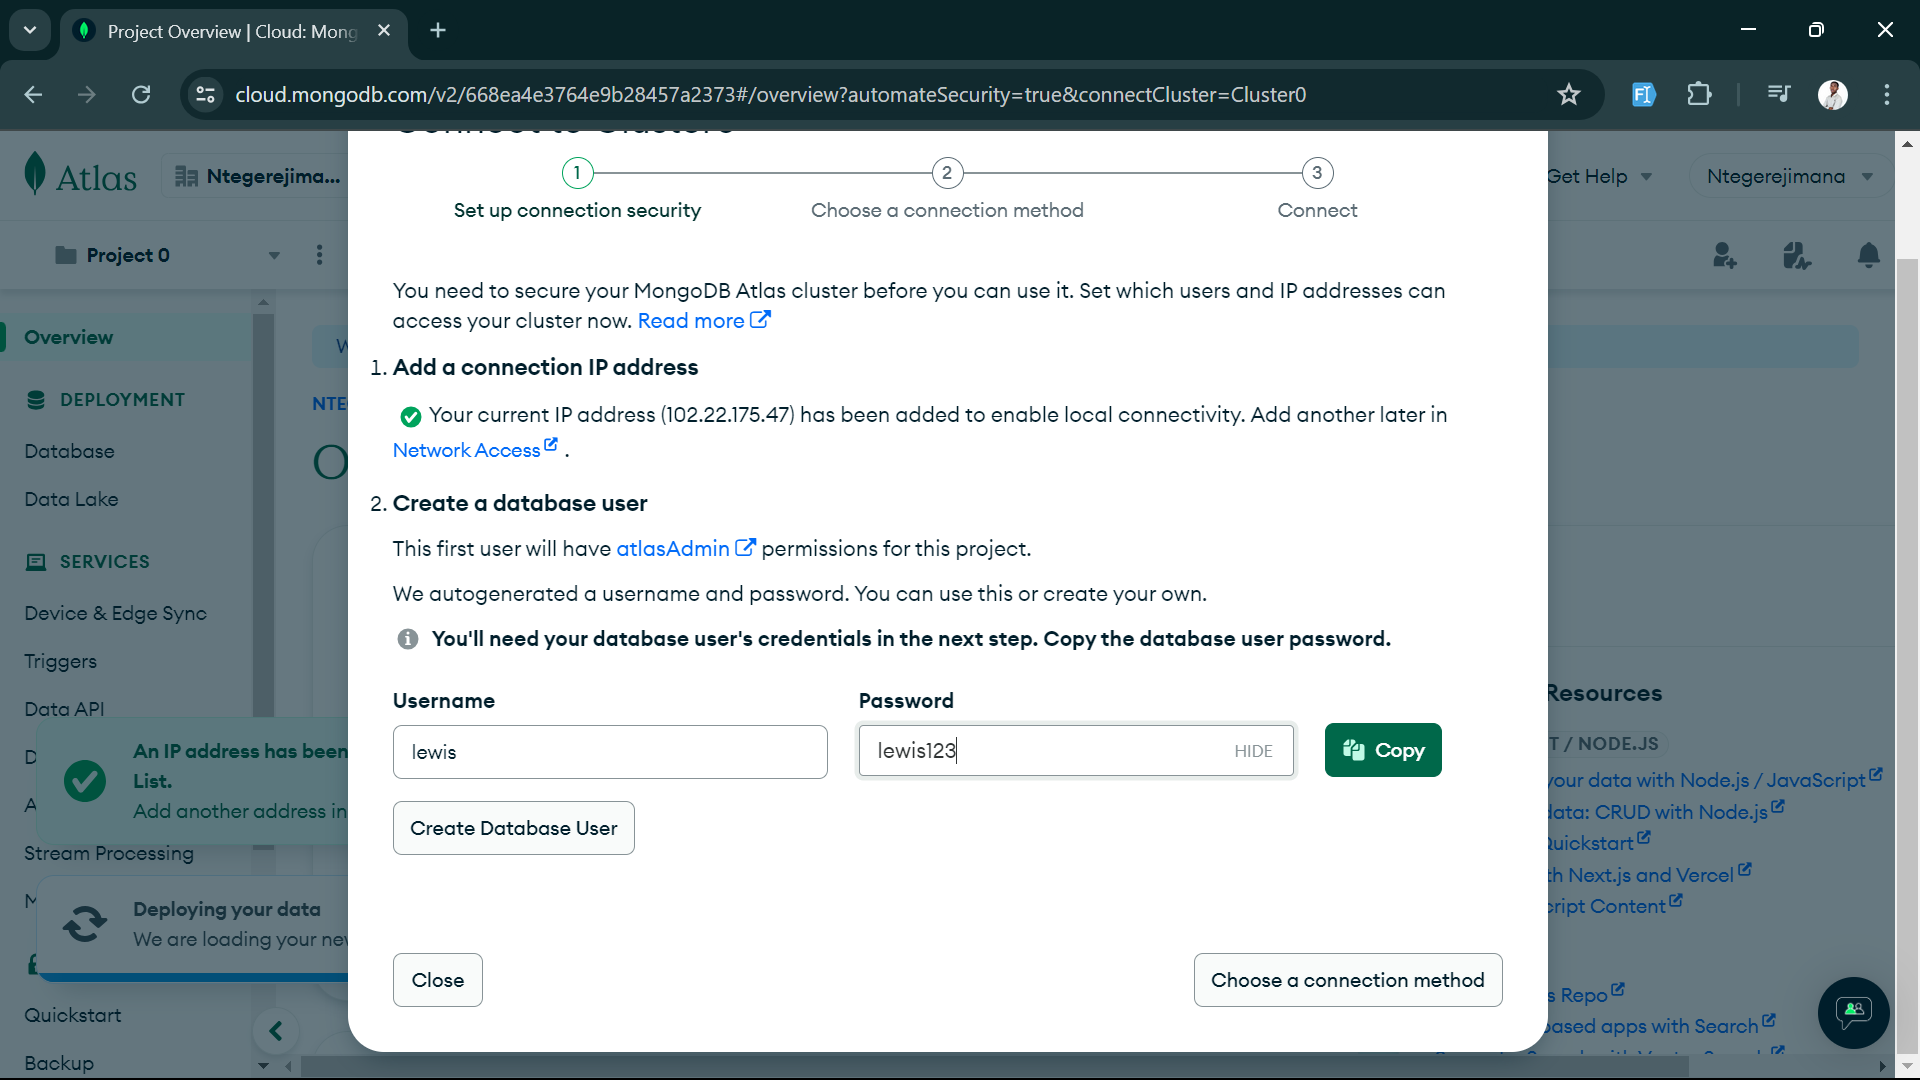 Project Overview | Cloud: Mong
cloud.mongodb.com/v2/668ea4e3764e9b28457a2373#/overview?automateSecurity=true&connectCluster=Cluster0
Connect to Cluster0
Atlas
Ntegerejima...
Get Help
Ntegerejimana
1
2
3
Set up connection security
Choose a connection method
Connect
Project 0
You need to secure your MongoDB Atlas cluster before you can use it. Set which users and IP addresses can
access your cluster now. Read more
Overview
1. Add a connection IP address
DEPLOYMENT
NTE
Your current IP address (102.22.175.47) has been added to enable local connectivity. Add another later in
Network Access .
Database
Data Lake
2. Create a database user
This first user will have atlasAdmin permissions for this project.
SERVICES
We autogenerated a username and password. You can use this or create your own.
Device & Edge Sync
You'll need your database user's credentials in the next step. Copy the database user password.
Triggers
Data API
Username
Password
Resources
lewis
lewis123
HIDE
Copy
T / NODE.JS
An IP address has been
List.
Add another address in
your data with Node.js / JavaScript
data: CRUD with Node.js
Quickstart
th Next.js and Vercel
cript Content
Create Database User
Stream Processing
Deploying your data
We are loading your nev
Close
Choose a connection method
s Repo
based apps with Search
Quickstart
Backup